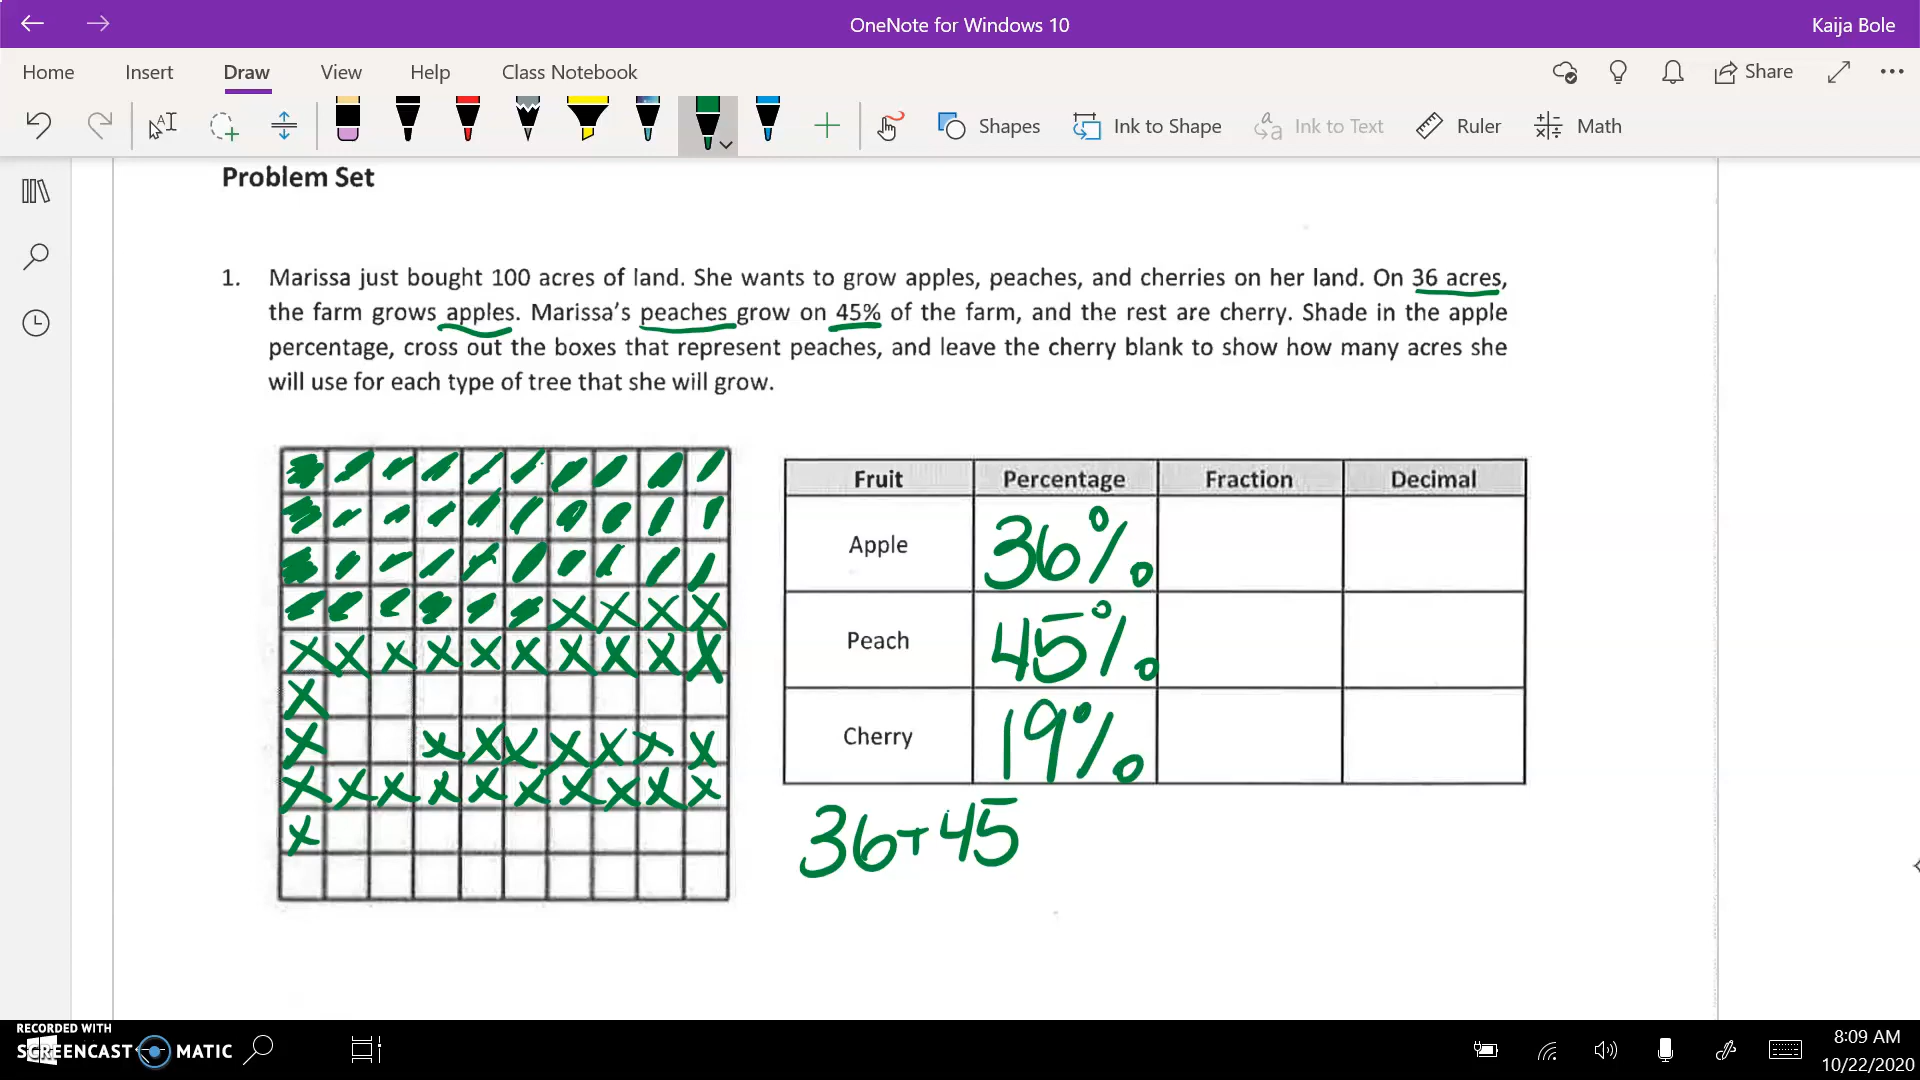 OneNote for Windows 10
Kaija Bole
Home Insert Draw View Help Class Notebook Share
Shapes Ink to Shape Ink to Text Ruler Math
Problem Set
1. Marissa just bought 100 acres of land. She wants to grow apples, peaches, and cherries on her land. On 36 acres,
the farm grows apples. Marissa's peaches grow on 45% of the farm, and the rest are cherry. Shade in the apple
percentage, cross out the boxes that represent peaches, and leave the cherry blank to show how many acres she
will use for each type of tree that she will grow.
Fruit Percentage Fraction Decimal
Apple 36%
Peach 45%
Cherry 19%
36+45
RECORDED WITH
SCREENCAST MATIC
8:09 AM
10/22/2020